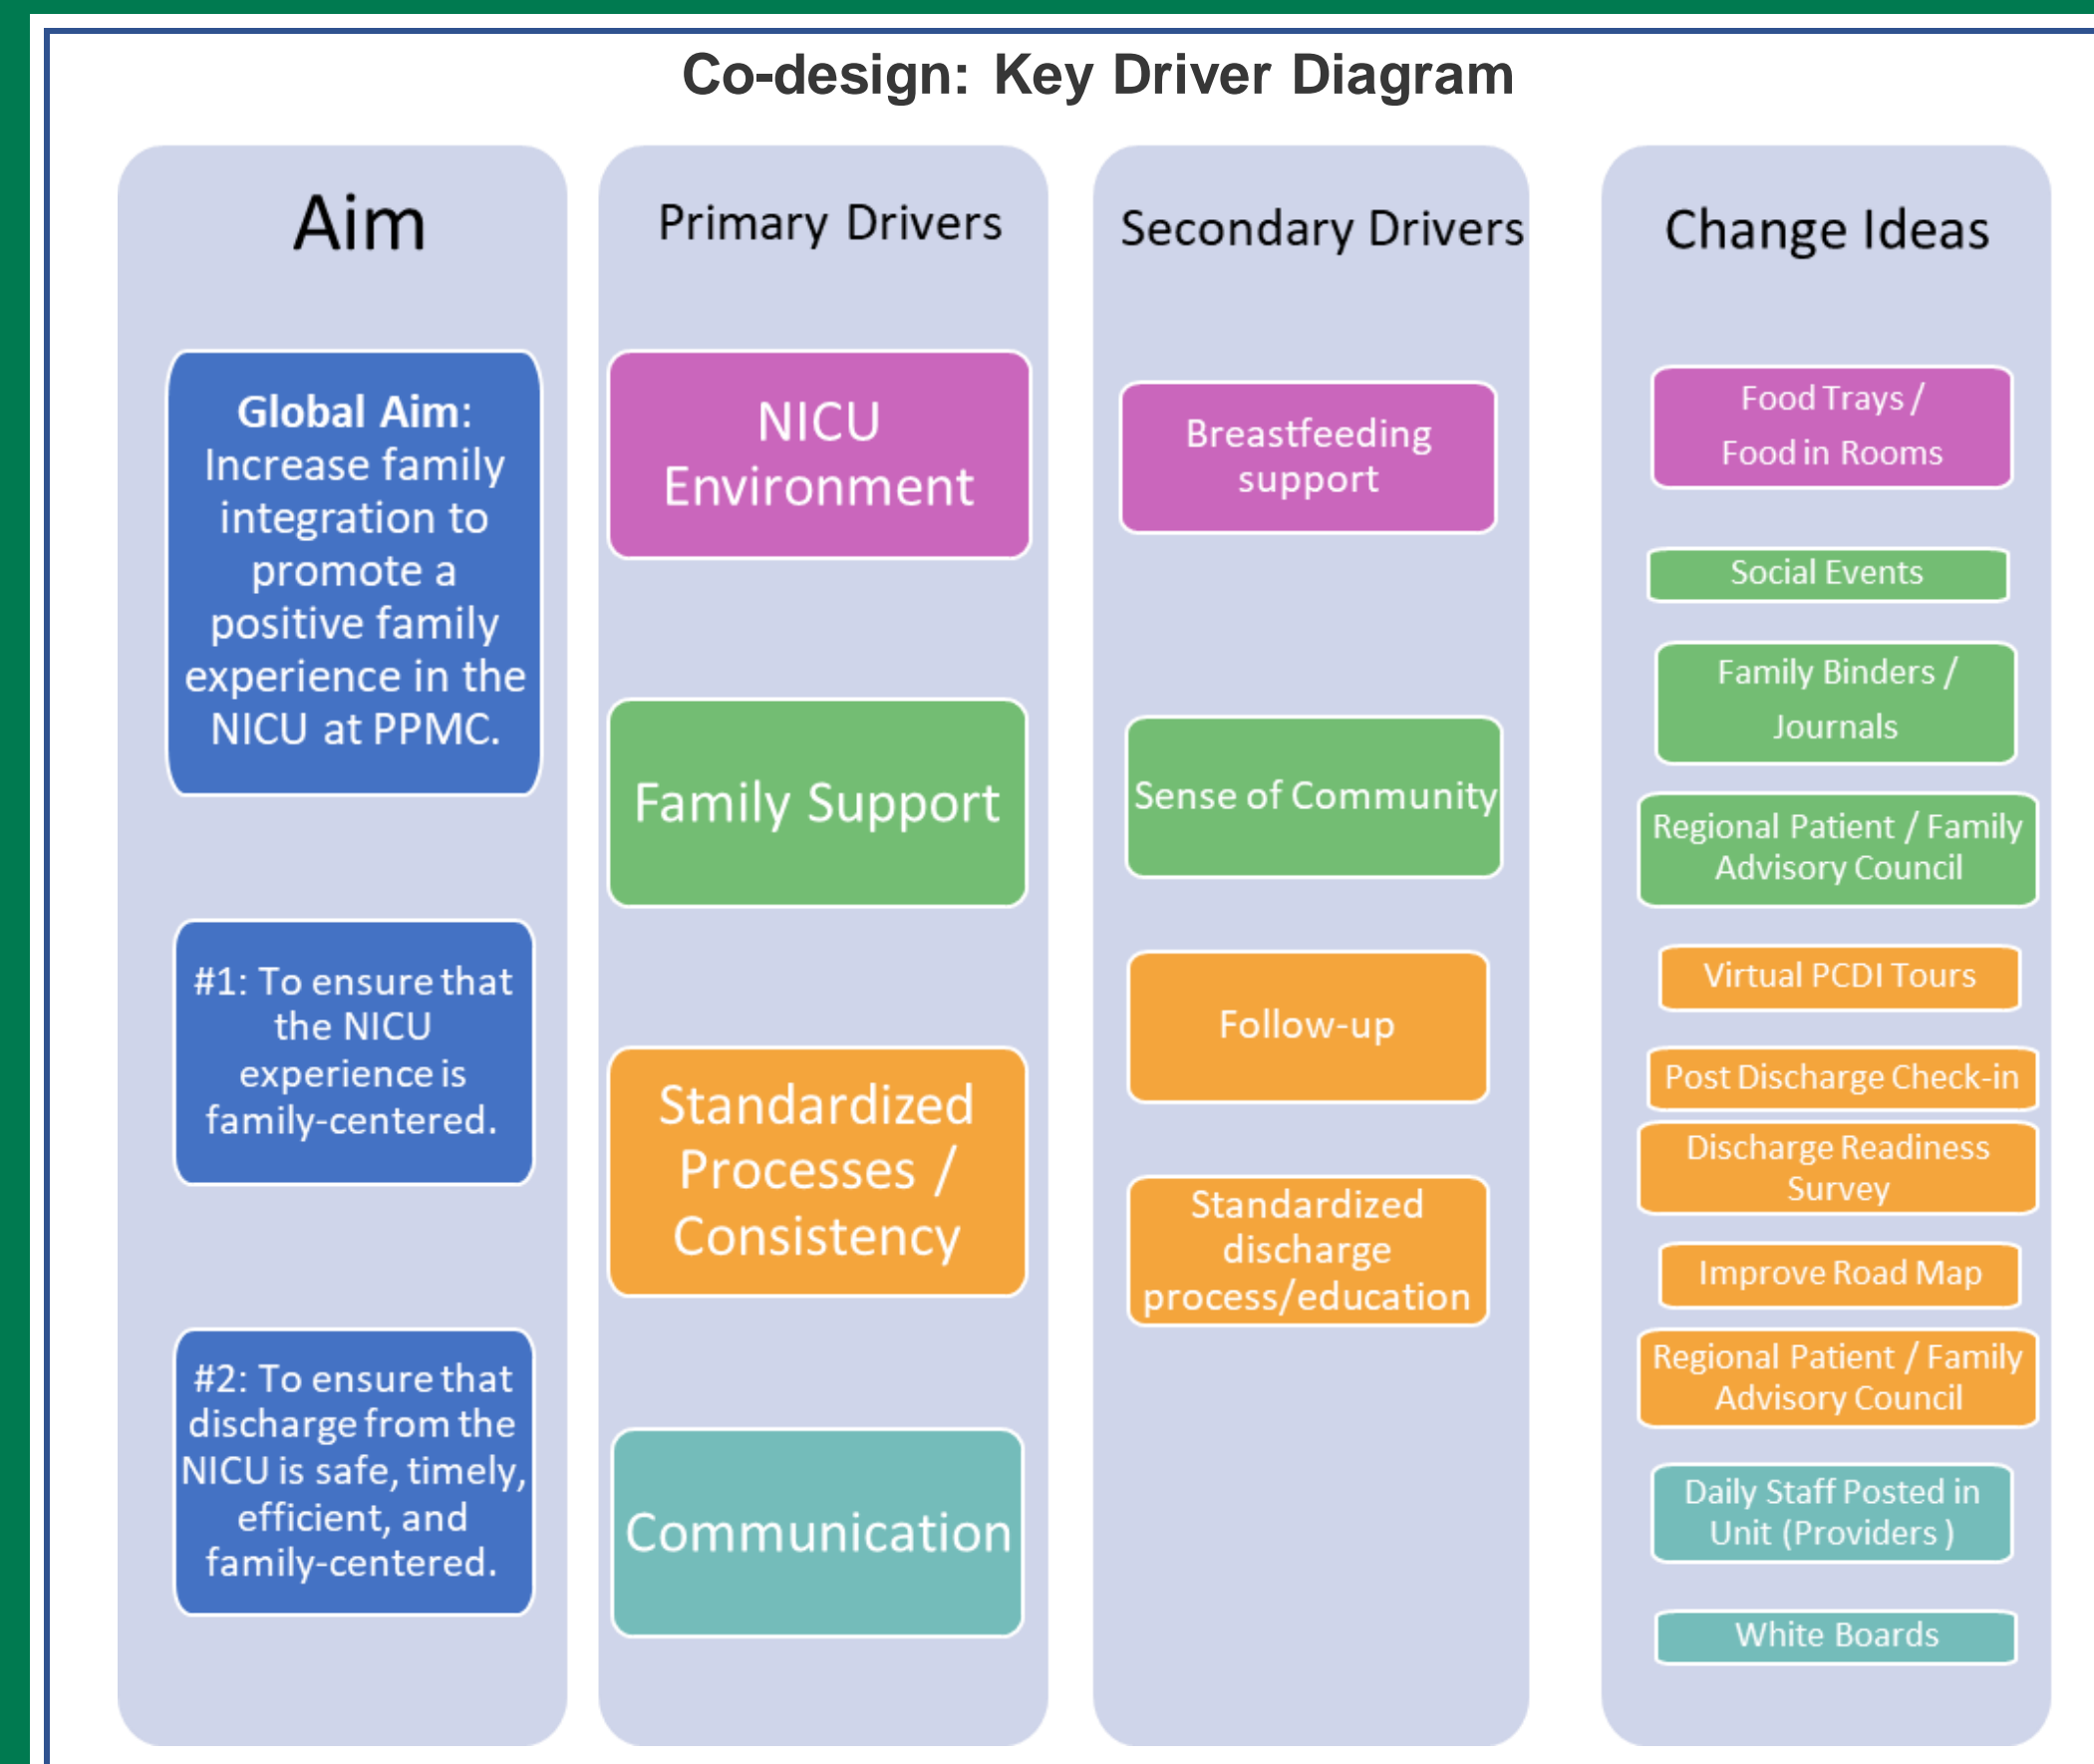 Co-design: Key Driver Diagram
Aim
Global Aim:
Increase family
integration to
promote a
positive family
experience in the
NICU at PPMC.
#1: To ensure that
the NICU
experience is
family-centered.
#2: To ensure that
discharge from the
NICU is safe, timely,
efficient, and
family-centered.
Primary Drivers
NICU
Environment
Family Support
Standardized
Processes /
Consistency
Communication
Secondary Drivers
Breastfeeding
support
Sense of Community
Follow-up
Standardized
discharge
process/education
Change Ideas
Food Trays /
Food in Rooms
Social Events
Family Binders /
Journals
Regional Patient / Family
Advisory Council
Virtual PCDI Tours
Post Discharge Check-in
Discharge Readiness
Survey
Improve Road Map
Regional Patient / Family
Advisory Council
Daily Staff Posted in
Unit (Providers )
White Boards